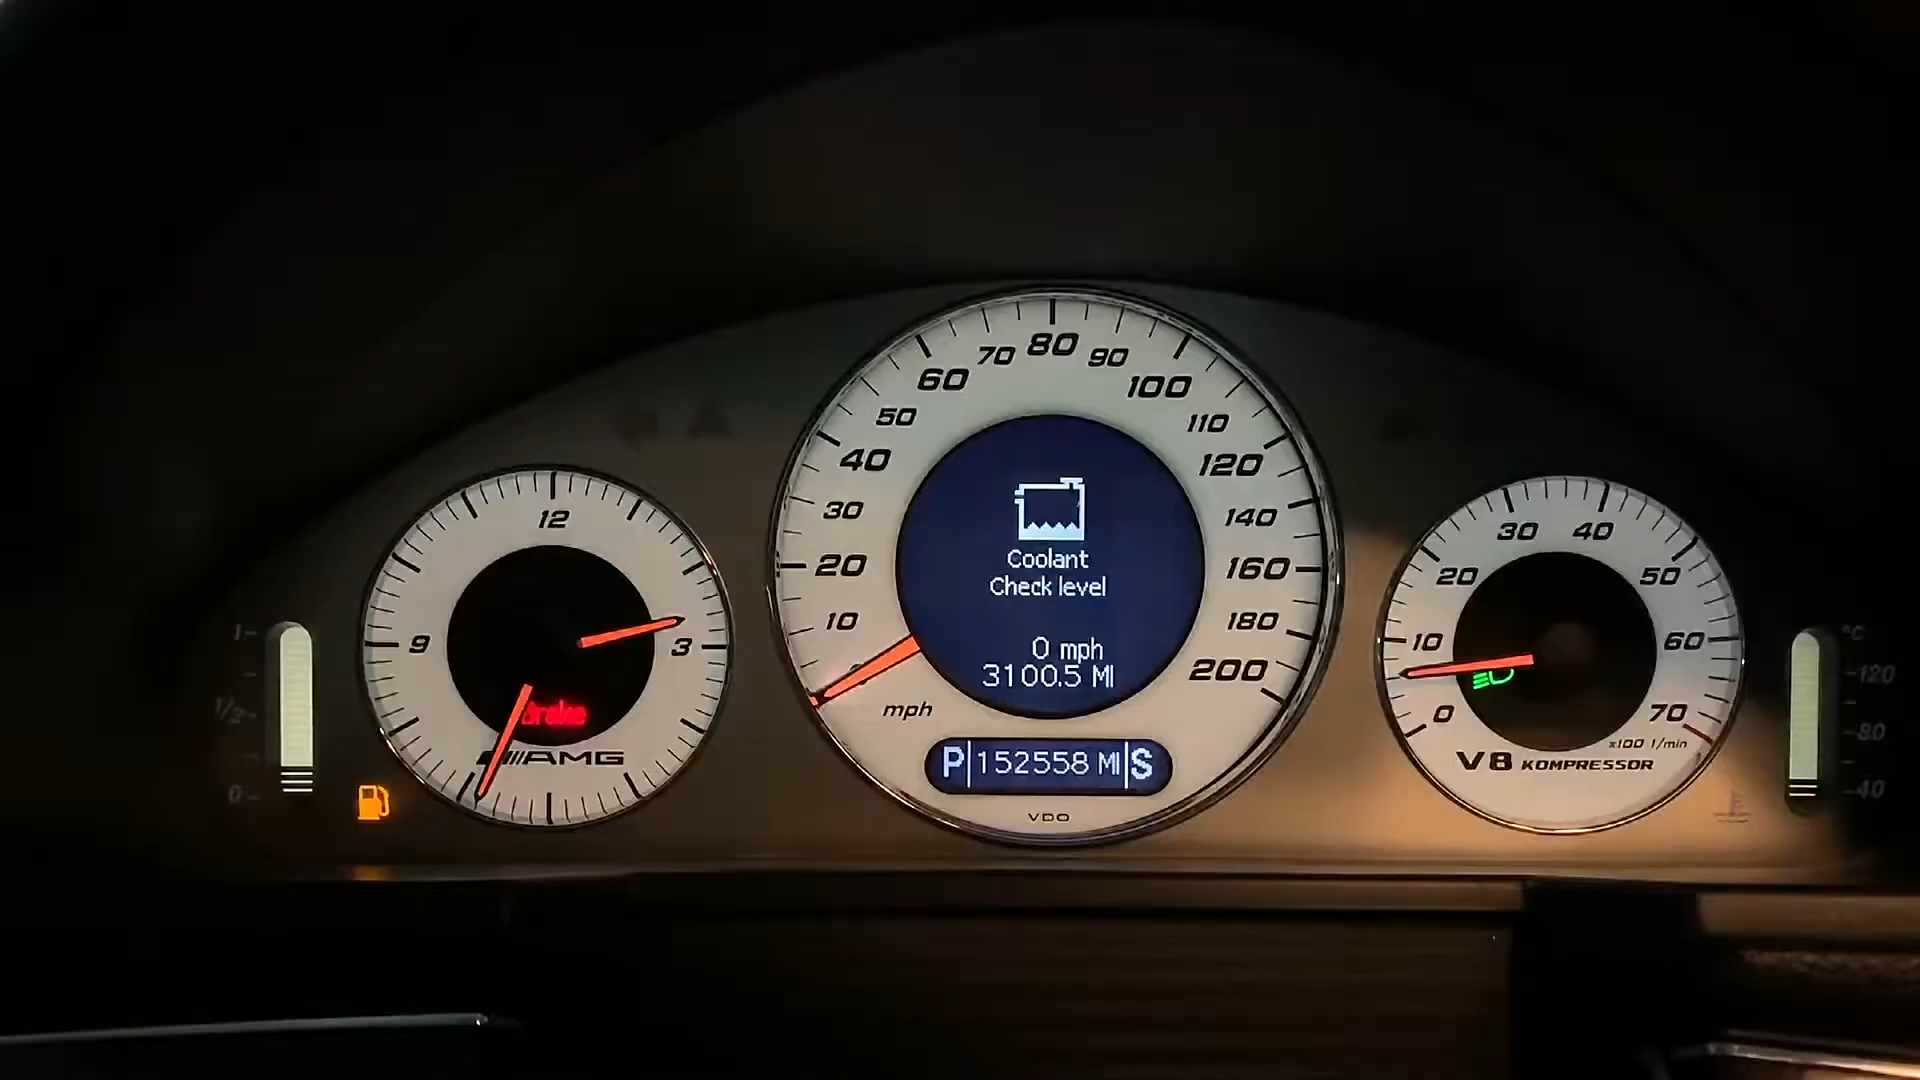 1
1/2
0
12
9
3
Brake
AMG
10
20
30
40
50
60
70
80
90
100
110
120
140
160
180
200
mph
Coolant
Check level
0 mph
3100.5 MI
P 152558 MI S
VDO
0
10
20
30
40
50
60
70
x100 1/min
V8 KOMPRESSOR
°C
120
80
40